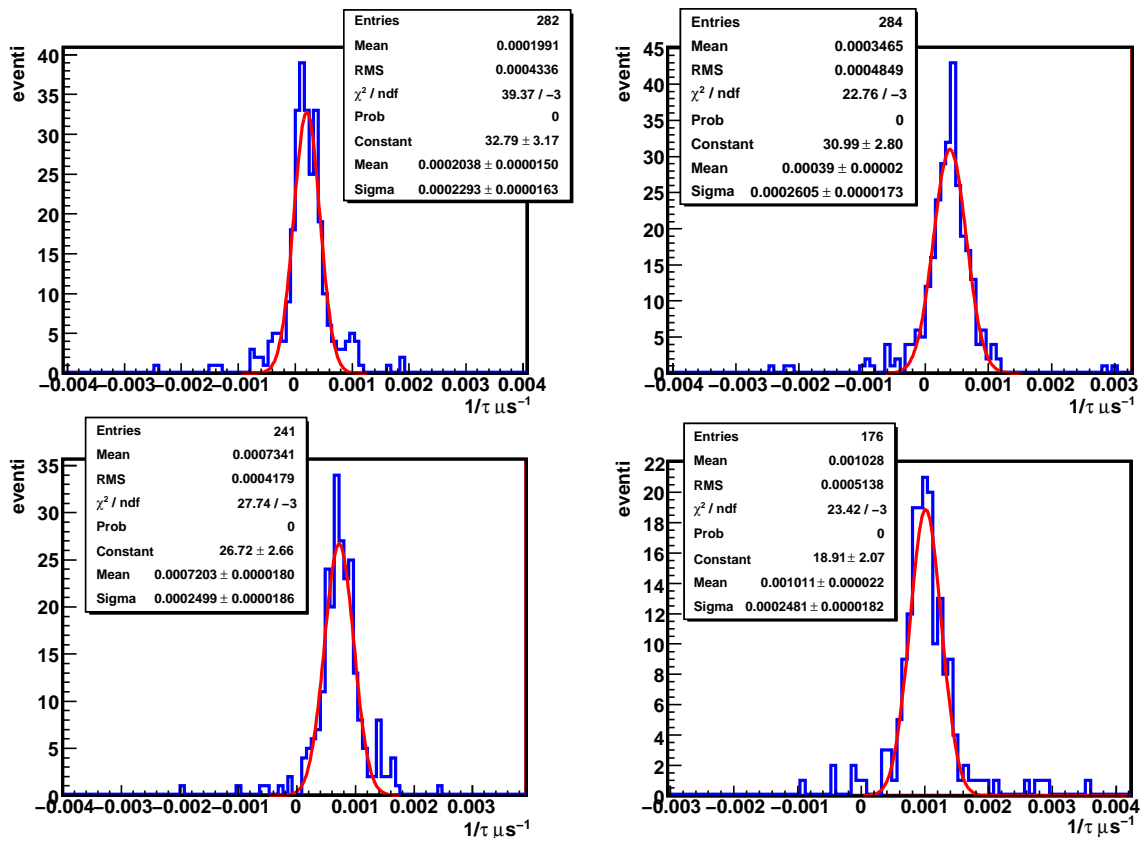 Entries 282
Mean 0.0001991
RMS 0.0004336
χ² / ndf 39.37 / −3
Prob 0
Constant 32.79 ± 3.17
Mean 0.0002038 ± 0.0000150
Sigma 0.0002293 ± 0.0000163
eventi
40
35
30
25
20
15
10
5
0
−0.004 −0.003 −0.002 −0.001 0 0.001 0.002 0.003 0.004
1/τ μs⁻¹
Entries 284
Mean 0.0003465
RMS 0.0004849
χ² / ndf 22.76 / −3
Prob 0
Constant 30.99 ± 2.80
Mean 0.00039 ± 0.00002
Sigma 0.0002605 ± 0.0000173
eventi
45
40
35
30
25
20
15
10
5
0
−0.004 −0.003 −0.002 −0.001 0 0.001 0.002 0.003
1/τ μs⁻¹
Entries 241
Mean 0.0007341
RMS 0.0004179
χ² / ndf 27.74 / −3
Prob 0
Constant 26.72 ± 2.66
Mean 0.0007203 ± 0.0000180
Sigma 0.0002499 ± 0.0000186
eventi
35
30
25
20
15
10
5
0
−0.004 −0.003 −0.002 −0.001 0 0.001 0.002 0.003
1/τ μs⁻¹
Entries 176
Mean 0.001028
RMS 0.0005138
χ² / ndf 23.42 / −3
Prob 0
Constant 18.91 ± 2.07
Mean 0.001011 ± 0.000022
Sigma 0.0002481 ± 0.0000182
eventi
22
20
18
16
14
12
10
8
6
4
2
0
−0.003 −0.002 −0.001 0 0.001 0.002 0.003 0.004
1/τ μs⁻¹